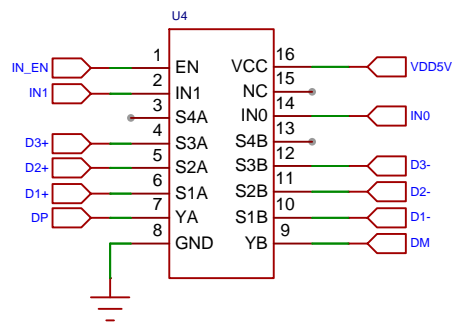 U4
IN_EN 1 EN VCC 16 VDD5V
IN1 2 IN1 NC 15
3 S4A IN0 14 IN0
D3+ 4 S3A S4B 13
D2+ 5 S2A S3B 12 D3-
D1+ 6 S1A S2B 11 D2-
DP 7 YA S1B 10 D1-
8 GND YB 9 DM